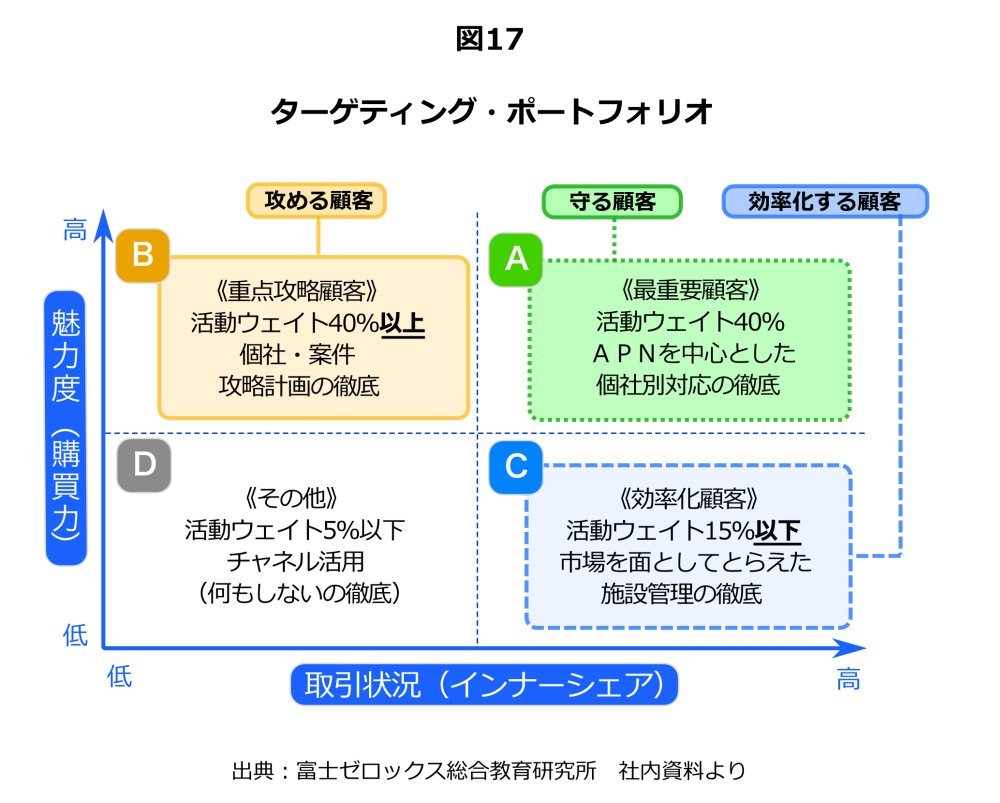 図17
ターゲティング・ポートフォリオ
攻める顧客
守る顧客
効率化する顧客
高
魅力度（購買力）
低
B
《重点攻略顧客》
活動ウェイト40%以上
個社・案件
攻略計画の徹底
A
《最重要顧客》
活動ウェイト40%
ＡＰＮを中心とした
個社別対応の徹底
D
《その他》
活動ウェイト5%以下
チャネル活用
（何もしないの徹底）
C
《効率化顧客》
活動ウェイト15%以下
市場を面としてとらえた
施設管理の徹底
低
取引状況（インナーシェア）
高
出典：富士ゼロックス総合教育研究所　社内資料より